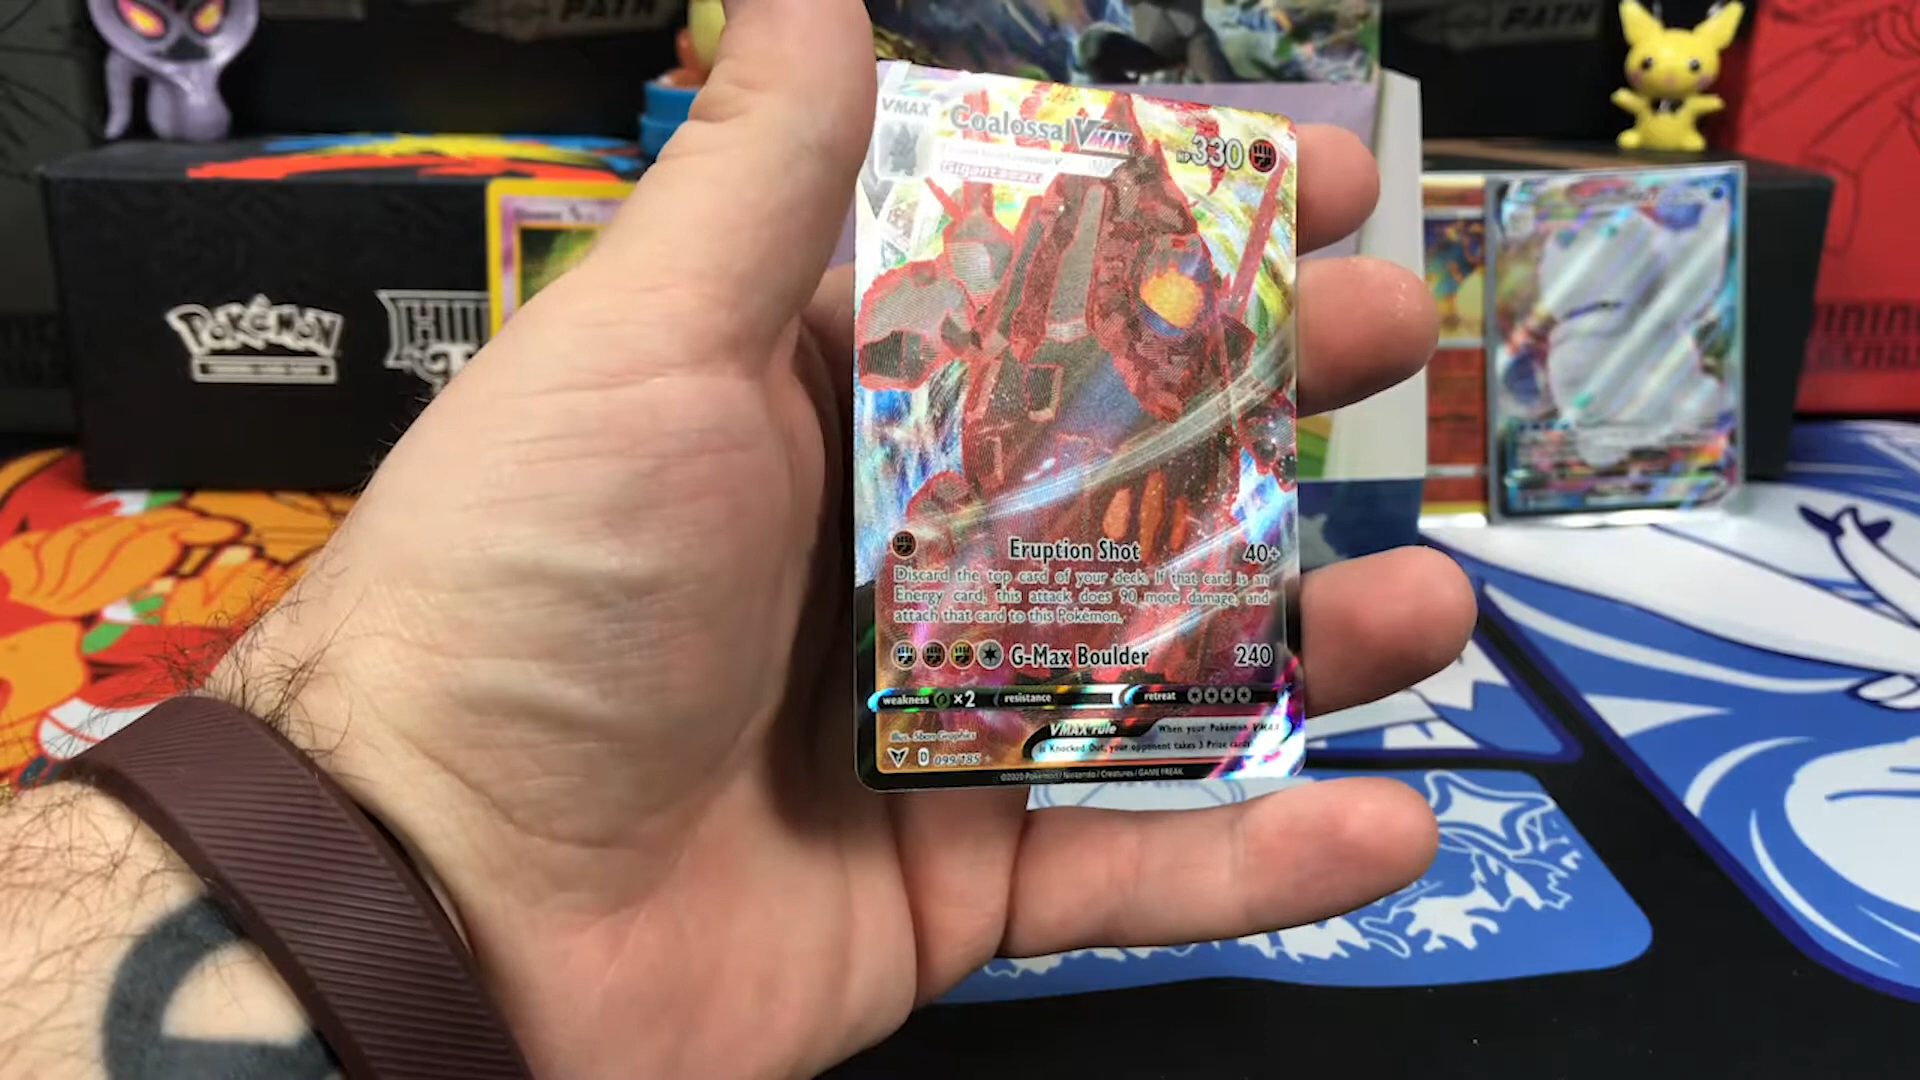 PATH
PATH
VMAX
Coalossal VMAX
HP 330
Gigantamax
POKÉMON
Eruption Shot 40+
Discard the top card of your deck. If that card is an
Energy card, this attack does 90 more damage, and
attach that card to this Pokémon.
G-Max Boulder 240
weakness ×2 resistance retreat
Illus. 5ban Graphics
VMAX rule When your Pokémon VMAX
is Knocked Out, your opponent takes 3 Prize cards.
D 099/185
©2020 Pokémon / Nintendo / Creatures / GAME FREAK